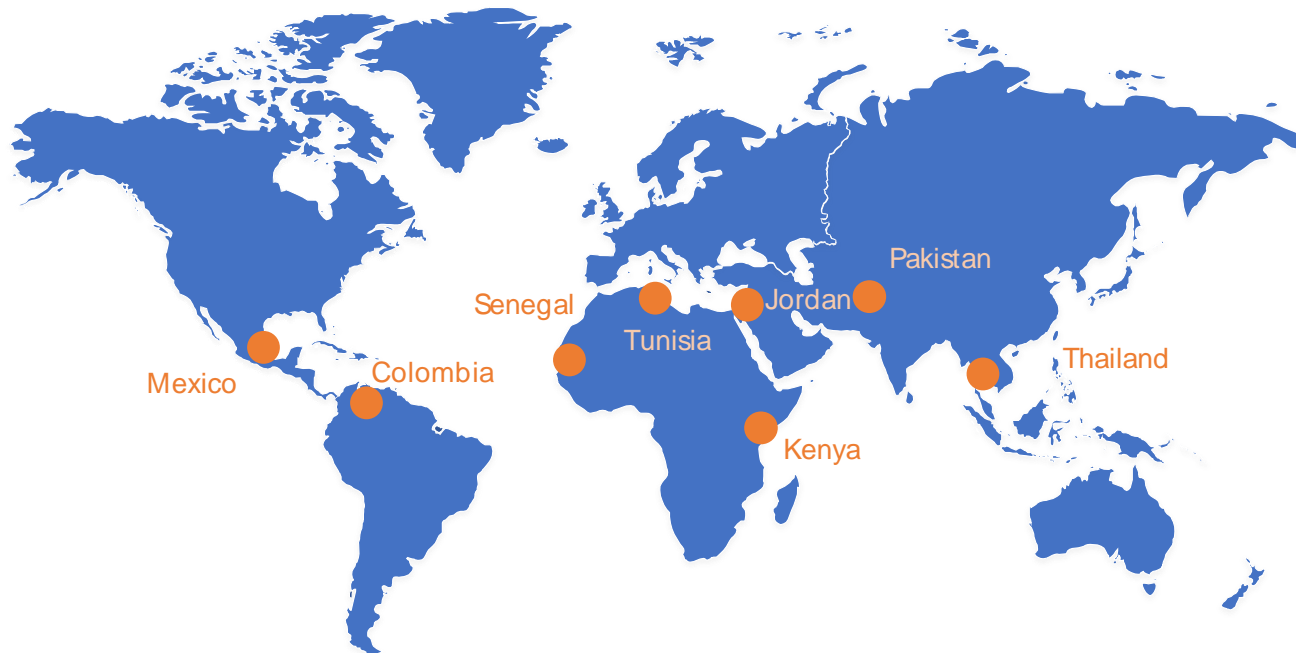 Pakistan
Senegal
Jordan
Tunisia
Thailand
Colombia
Mexico
Kenya